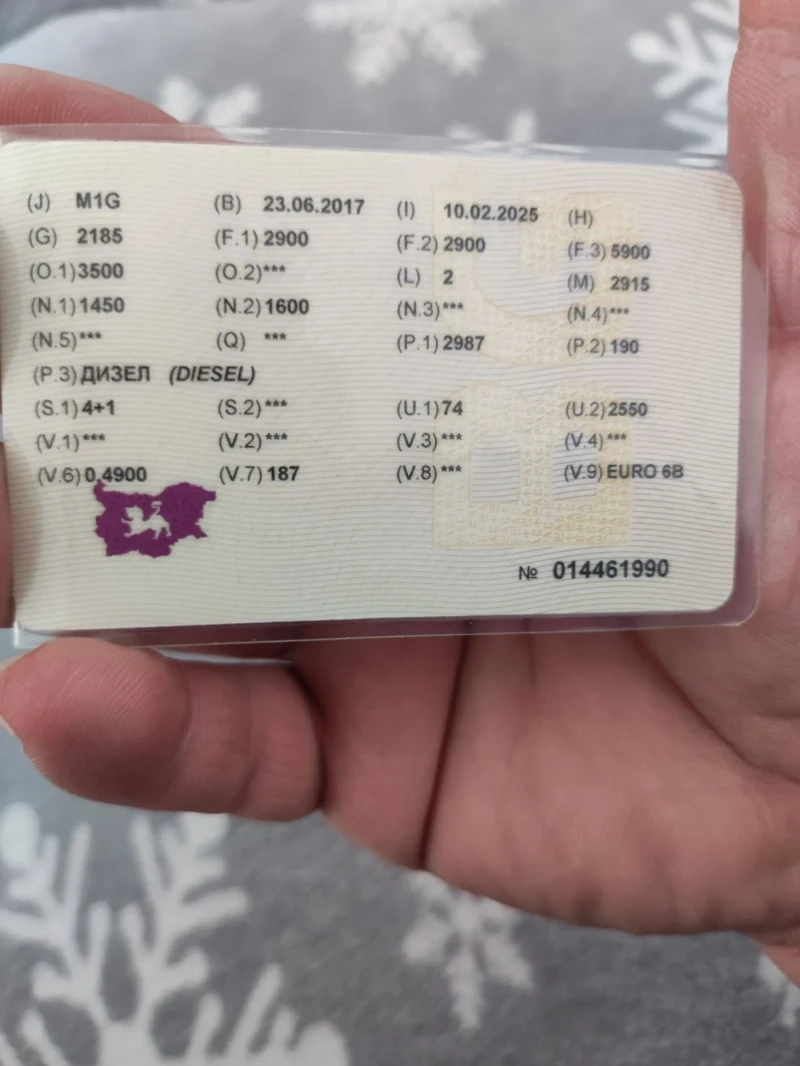 (J) M1G (B) 23.06.2017 (I) 10.02.2025 (H)
(G) 2185 (F.1) 2900 (F.2) 2900 (F.3) 5900
(O.1) 3500 (O.2) *** (L) 2 (M) 2915
(N.1) 1450 (N.2) 1600 (N.3) *** (N.4) ***
(N.5) *** (Q) *** (P.1) 2987 (P.2) 190
(P.3) ДИЗЕЛ (DIESEL)
(S.1) 4+1 (S.2) *** (U.1) 74 (U.2) 2550
(V.1) *** (V.2) *** (V.3) *** (V.4) ***
(V.6) 0,4900 (V.7) 187 (V.8) *** (V.9) EURO 6B
№ 014461990